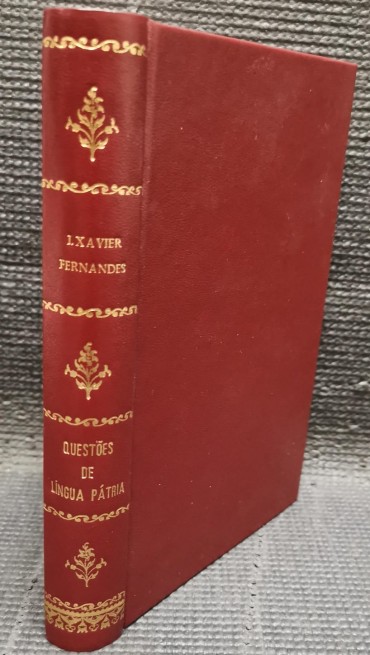 I.XAVIER
FERNANDES
QUESTÕES
DE
LÍNGUA PÁTRIA